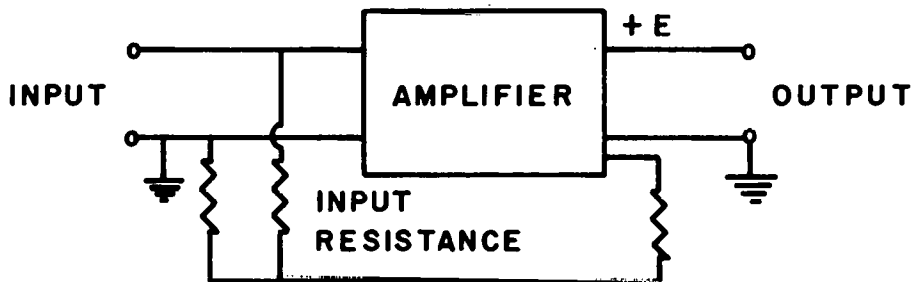 + E
INPUT
AMPLIFIER
OUTPUT
INPUT
RESISTANCE